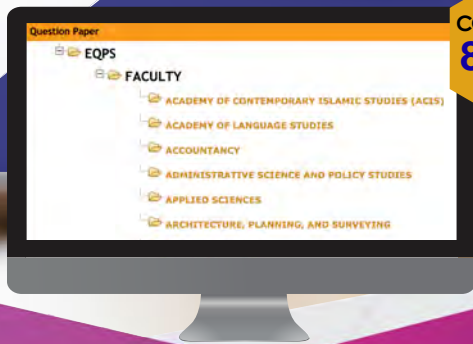 Question Paper
EQPS
FACULTY
ACADEMY OF CONTEMPORARY ISLAMIC STUDIES (ACIS)
ACADEMY OF LANGUAGE STUDIES
ACCOUNTANCY
ADMINISTRATIVE SCIENCE AND POLICY STUDIES
APPLIED SCIENCES
ARCHITECTURE, PLANNING, AND SURVEYING